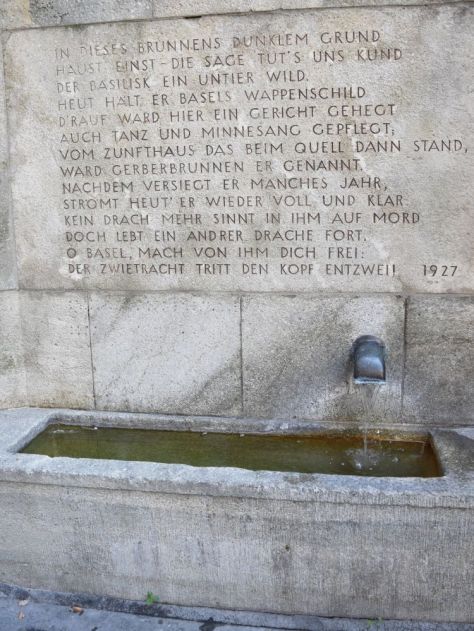 IN DIESES BRUNNENS DUNKLEM GRUND
HAUST EINST – DIE SAGE TUT'S UNS KUND
DER BASILISK EIN UNTIER WILD.
HEUT HÄLT ER BASELS WAPPENSCHILD
D'RAUF WARD HIER EIN GERICHT GEHEGT
AUCH TANZ UND MINNESANG GEPFLEGT;
VOM ZUNFTHAUS DAS BEIM QUELL DANN STAND,
WARD GERBERBRUNNEN ER GENANNT.
NACHDEM VERSIEGT ER MANCHES JAHR,
STRÖMT HEUT' ER WIEDER VOLL UND KLAR.
KEIN DRACH MEHR SINNT IN IHM AUF MORD
DOCH LEBT EIN ANDRER DRACHE FORT.
O BASEL, MACH VON IHM DICH FREI:
DER ZWIETRACHT TRITT DEN KOPF ENTZWEI! 1927